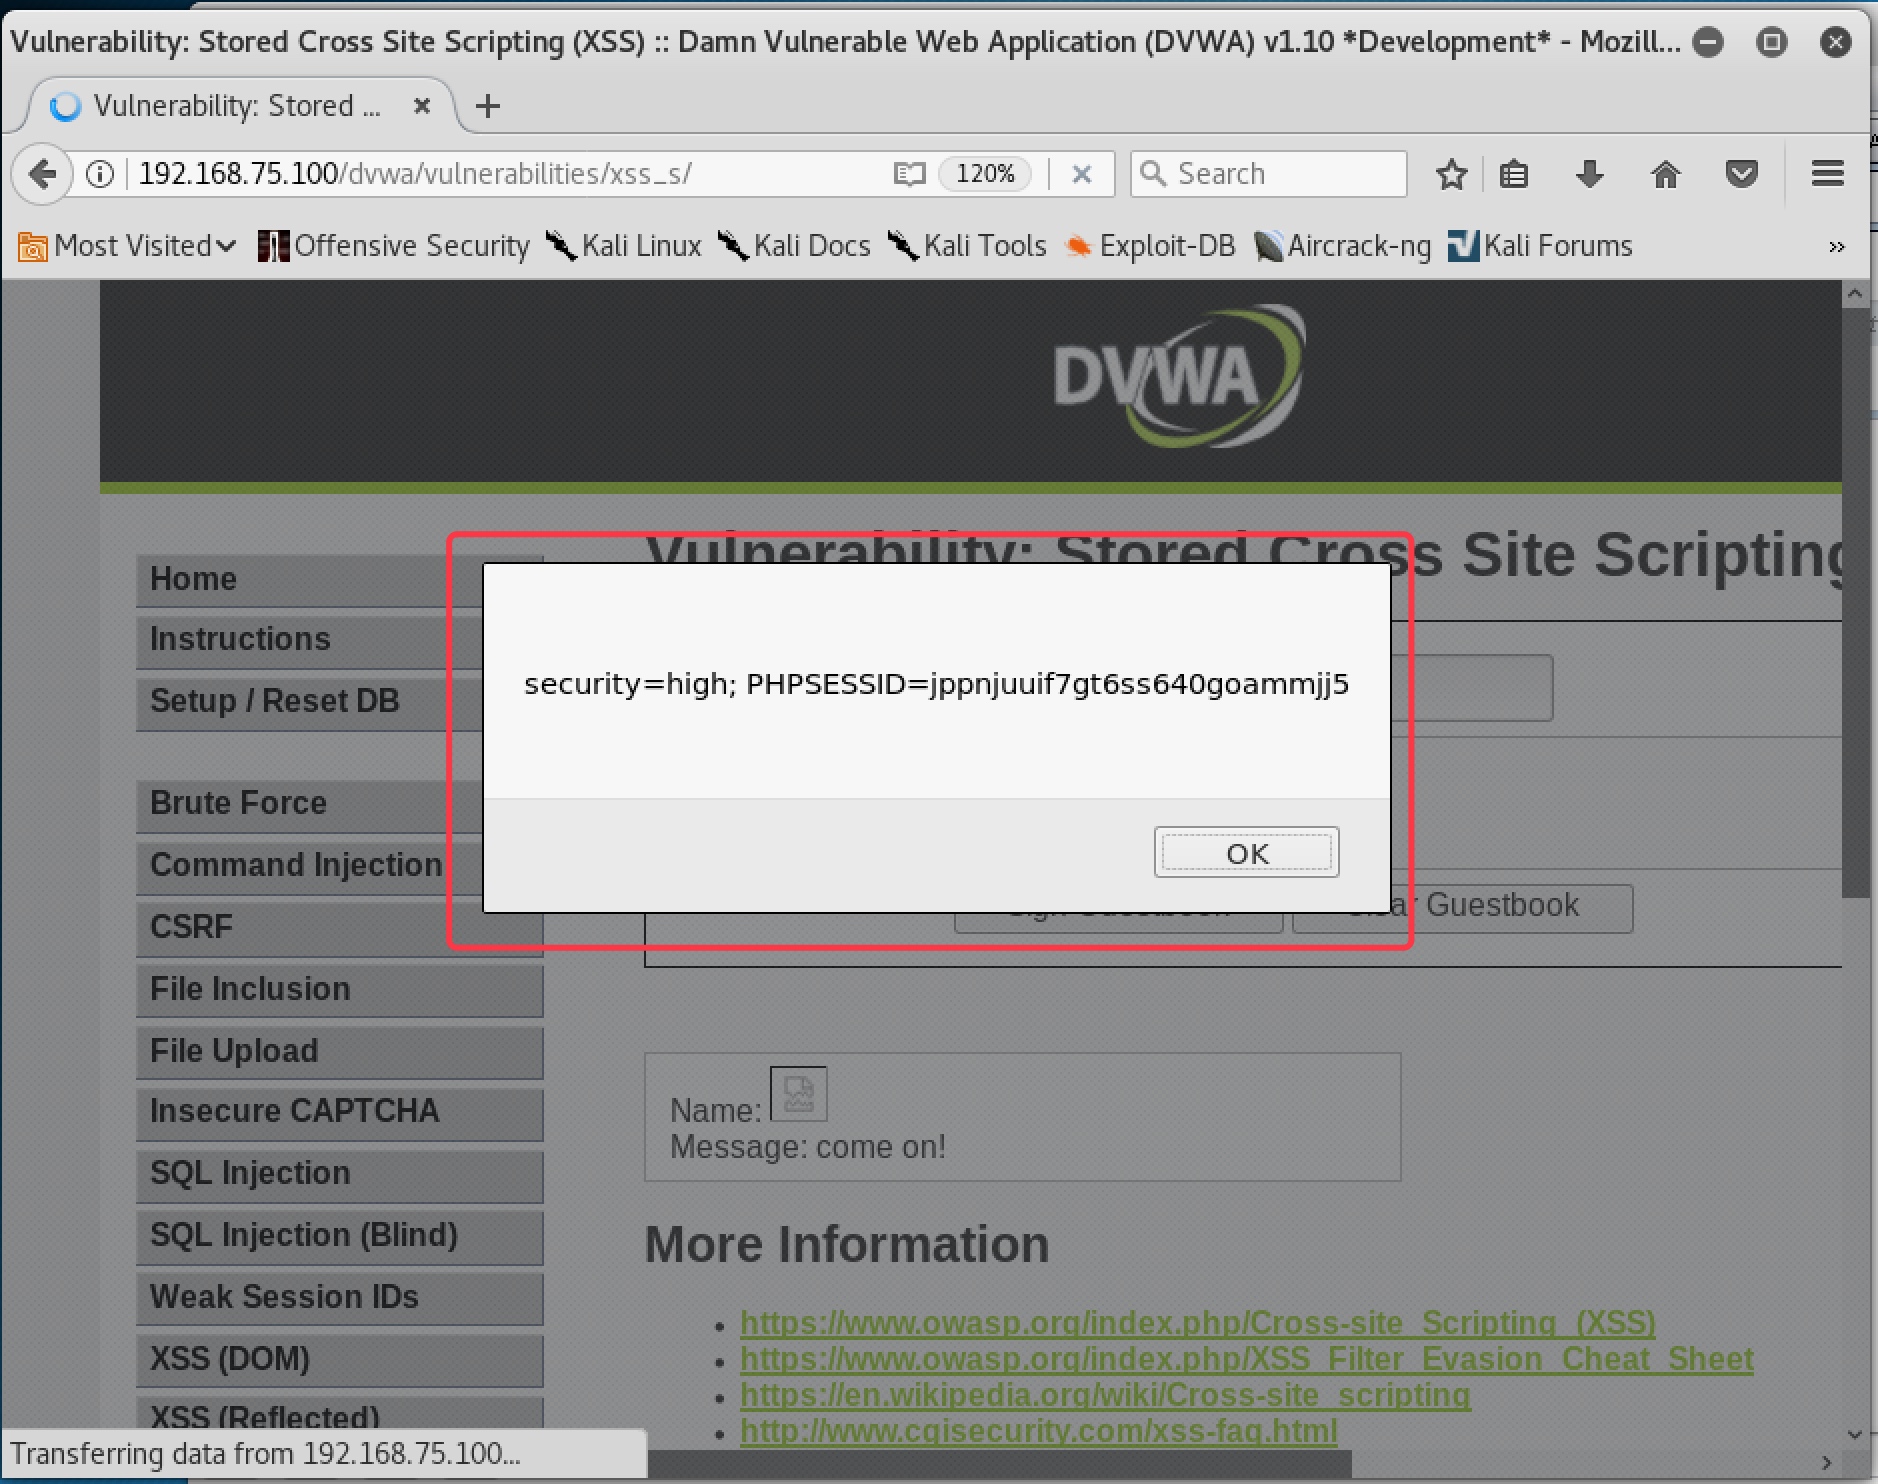 Vulnerability: Stored Cross Site Scripting (XSS) :: Damn Vulnerable Web Application (DVWA) v1.10 *Development* - Mozill...
Vulnerability: Stored ...
192.168.75.100/dvwa/vulnerabilities/xss_s/
120%
Search
Most Visited
Offensive Security
Kali Linux
Kali Docs
Kali Tools
Exploit-DB
Aircrack-ng
Kali Forums
DVWA
Vulnerability: Stored Cross Site Scripting
Home
Instructions
Setup / Reset DB
Brute Force
Command Injection
CSRF
File Inclusion
File Upload
Insecure CAPTCHA
SQL Injection
SQL Injection (Blind)
Weak Session IDs
XSS (DOM)
XSS (Reflected)
security=high; PHPSESSID=jppnjuuif7gt6ss640goammjj5
OK
Sign Guestbook
Clear Guestbook
Name:
Message: come on!
More Information
https://www.owasp.org/index.php/Cross-site_Scripting_(XSS)
https://www.owasp.org/index.php/XSS_Filter_Evasion_Cheat_Sheet
https://en.wikipedia.org/wiki/Cross-site_scripting
http://www.cgisecurity.com/xss-faq.html
Transferring data from 192.168.75.100...